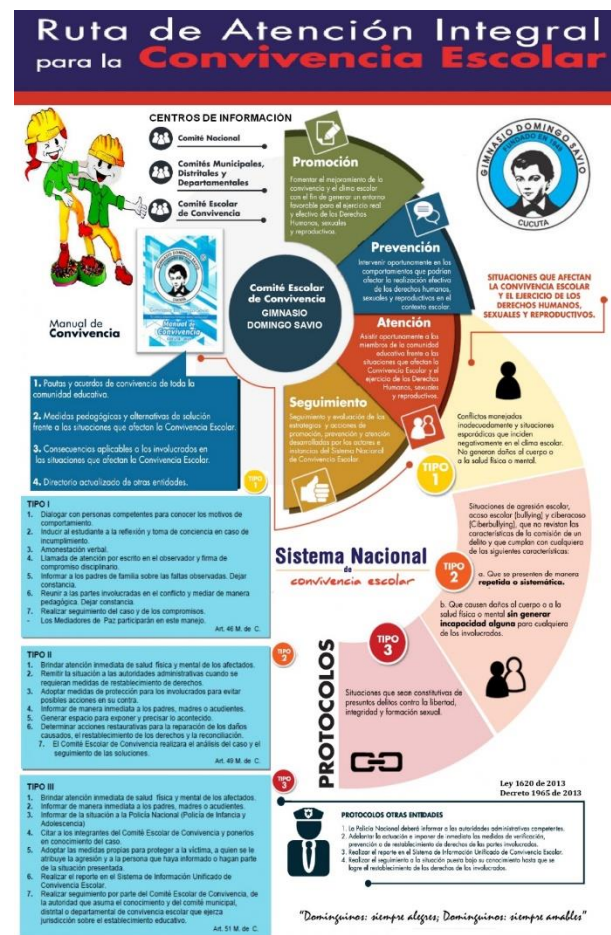 Ruta de Atención Integral
para la Convivencia Escolar
CENTROS DE INFORMACIÓN
Comité Nacional
Comités Municipales,
Distritales y
Departamentales
Comité Escolar
de Convivencia
Manual de
Convivencia
Manual de
Convivencia
GIMNASIO DOMINGO SAVIO
FUNDADO EN 1946
CUCUTA
Comité Escolar
de Convivencia
GIMNASIO
DOMINGO SAVIO
Promoción
Fomentar el mejoramiento de la
convivencia y el clima escolar
con el fin de generar un entorno
favorable para el ejercicio real
y efectivo de los Derechos
Humanos, sexuales
y reproductivos.
Prevención
Intervenir oportunamente en los
comportamientos que podrían
afectar la realización efectiva
de los derechos humanos,
sexuales y reproductivos en el
contexto escolar.
Atención
Asistir oportunamente a los
miembros de la comunidad
educativa frente a las
situaciones que afectan la
Convivencia Escolar y el
ejercicio de los Derechos
Humanos, sexuales
y reproductivos.
Seguimiento
Seguimiento y evaluación de las
estrategias y acciones de
promoción, prevención y atención
desarrolladas por los actores e
instancias del Sistema Nacional
de Convivencia Escolar.
SITUACIONES QUE AFECTAN
LA CONVIVENCIA ESCOLAR
Y EL EJERCICIO DE LOS
DERECHOS HUMANOS,
SEXUALES Y REPRODUCTIVOS.
1. Pautas y acuerdos de convivencia de toda la
comunidad educativa.
2. Medidas pedagógicas y alternativas de solución
frente a las situaciones que afectan la Convivencia Escolar.
3. Consecuencias aplicables a los involucrados en
las situaciones que afectan la Convivencia Escolar.
4. Directorio actualizado de otras entidades.
TIPO
1
Conflictos manejados
inadecuadamente y situaciones
esporádicas que inciden
negativamente en el clima escolar.
No generan daños al cuerpo o
a la salud física o mental.
TIPO
1
TIPO I
1. Dialogar con personas competentes para conocer los motivos de
comportamiento.
2. Inducir al estudiante a la reflexión y toma de conciencia en caso de
incumplimiento.
3. Amonestación verbal.
4. Llamada de atención por escrito en el observador y firma de
compromiso disciplinario.
5. Informar a los padres de familia sobre las faltas observadas. Dejar
constancia.
6. Reunir a las partes involucradas en el conflicto y mediar de manera
pedagógica. Dejar constancia.
7. Realizar seguimiento del caso y de los compromisos.
- Los Mediadores de Paz participarán en este manejo.
Art. 46 M. de C.
Sistema Nacional
de
convivencia escolar
Situaciones de agresión escolar,
acoso escolar (bullying) y ciberacoso
(Ciberbullying), que no revistan las
características de la comisión de un
delito y que cumplan con cualquiera
de las siguientes características:
a. Que se presenten de manera
repetida o sistemática.
b. Que causen daños al cuerpo o a la
salud física o mental sin generar
incapacidad alguna para cualquiera
de los involucrados.
TIPO
2
TIPO II
TIPO
2
1. Brindar atención inmediata de salud física y mental de los afectados.
2. Remitir la situación a las autoridades administrativas cuando se
requieran medidas de restablecimiento de derechos.
3. Adoptar medidas de protección para los involucrados para evitar
posibles acciones en su contra.
4. Informar de manera inmediata a los padres, madres o acudientes.
5. Generar espacio para exponer y precisar lo acontecido.
6. Determinar acciones restaurativas para la reparación de los daños
causados, el restablecimiento de los derechos y la reconciliación.
7. El Comité Escolar de Convivencia realizara el análisis del caso y el
seguimiento de las soluciones.
Art. 49 M. de C.
PROTOCOLOS
TIPO
3
Situaciones que sean constitutivas de
presuntos delitos contra la libertad,
integridad y formación sexual.
TIPO III
TIPO
3
1. Brindar atención inmediata de salud física y mental de los afectados.
2. Informar de manera inmediata a los padres, madres o acudientes.
3. Informar de la situación a la Policía Nacional (Policía de Infancia y
Adolescencia)
4. Citar a los integrantes del Comité Escolar de Convivencia y ponerlos
en conocimiento del caso.
5. Adoptar las medidas propias para proteger a la víctima, a quien se le
atribuye la agresión y a la persona que haya informado o hagan parte
de la situación presentada.
6. Realizar el reporte en el Sistema de Información Unificado de
Convivencia Escolar.
7. Realizar seguimiento por parte del Comité Escolar de Convivencia, de
la autoridad que asuma el conocimiento y del comité municipal,
distrital o departamental de convivencia escolar que ejerza
jurisdicción sobre el establecimiento educativo.
Art. 51 M. de C.
Ley 1620 de 2013
Decreto 1965 de 2013
PROTOCOLOS OTRAS ENTIDADES
1. La Policía Nacional deberá informar a las autoridades administrativas competentes.
2. Adelantar la actuación e imponer de inmediato las medidas de verificación,
prevención o de restablecimiento de derechos de las partes involucradas.
3. Realizar el reporte en el Sistema de Información Unificado de Convivencia Escolar.
4. Realizar el seguimiento a la situación puesta bajo su conocimiento hasta que se
logre el restablecimiento de los derechos de los involucrados.
"Dominguinos: siempre alegres; Dominguinos: siempre amables"